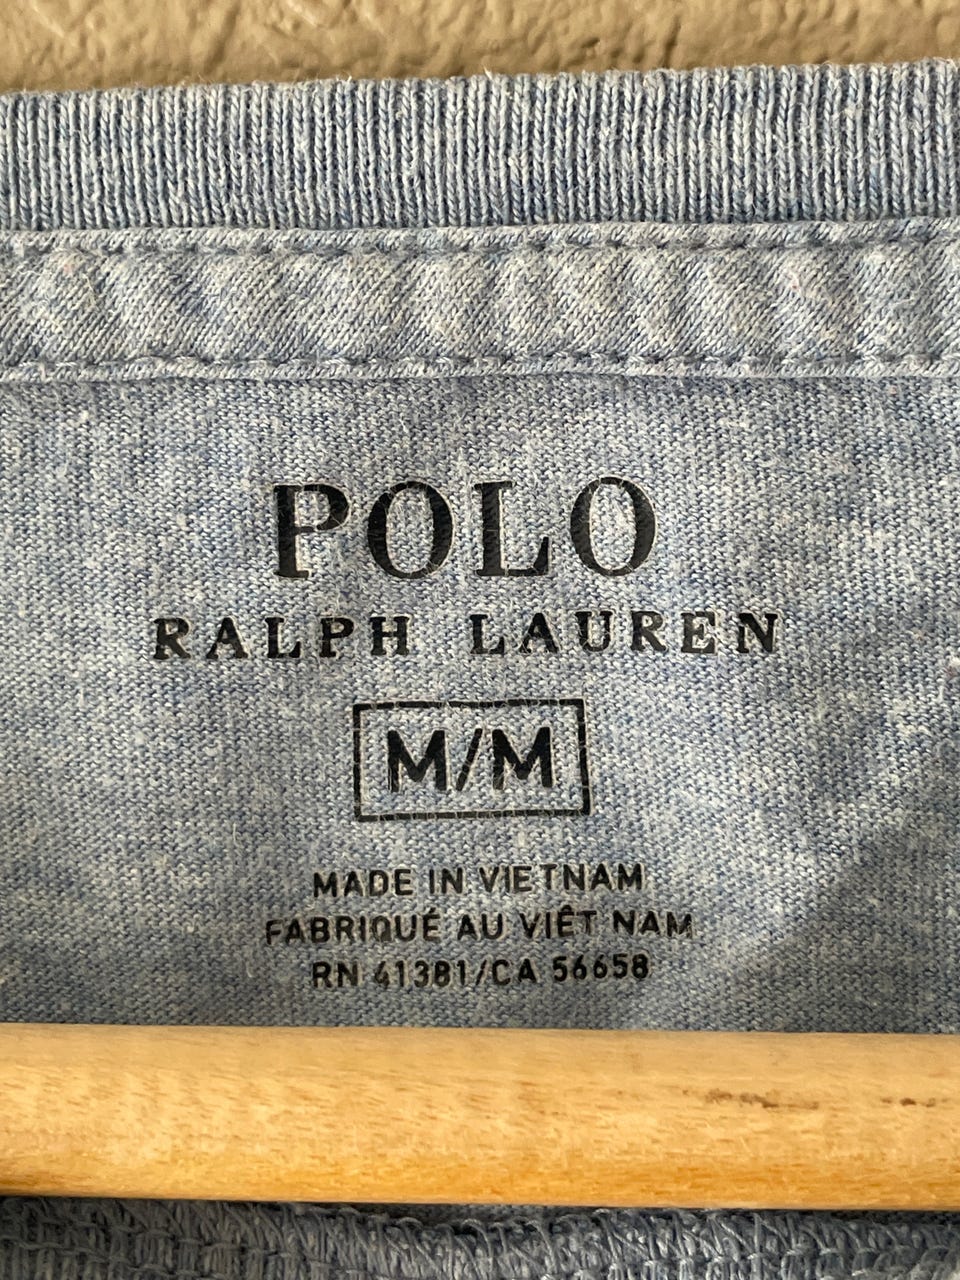 POLO
RALPH LAUREN
M/M
MADE IN VIETNAM
FABRIQUÉ AU VIÊT NAM
RN 41381/CA 56658